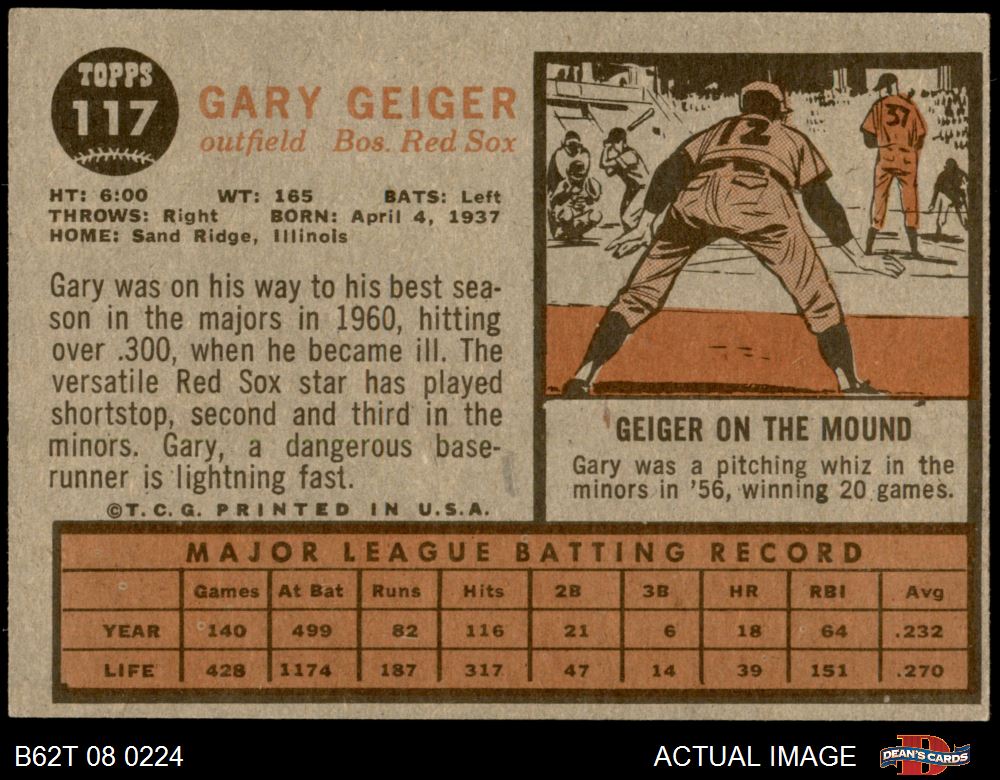 TOPPS
117
GARY GEIGER
outfield Bos. Red Sox
HT: 6:00 WT: 165 BATS: Left
THROWS: Right BORN: April 4, 1937
HOME: Sand Ridge, Illinois
Gary was on his way to his best sea-
son in the majors in 1960, hitting
over .300, when he became ill. The
versatile Red Sox star has played
shortstop, second and third in the
minors. Gary, a dangerous base-
runner is lightning fast.
©T.C.G. PRINTED IN U.S.A.
12
37
GEIGER ON THE MOUND
Gary was a pitching whiz in the
minors in '56, winning 20 games.
MAJOR LEAGUE BATTING RECORD
Games At Bat Runs Hits 2B 3B HR RBI Avg
YEAR 140 499 82 116 21 6 18 64 .232
LIFE 428 1174 187 317 47 14 39 151 .270
B62T 08 0224
ACTUAL IMAGE
DEAN'S CARDS